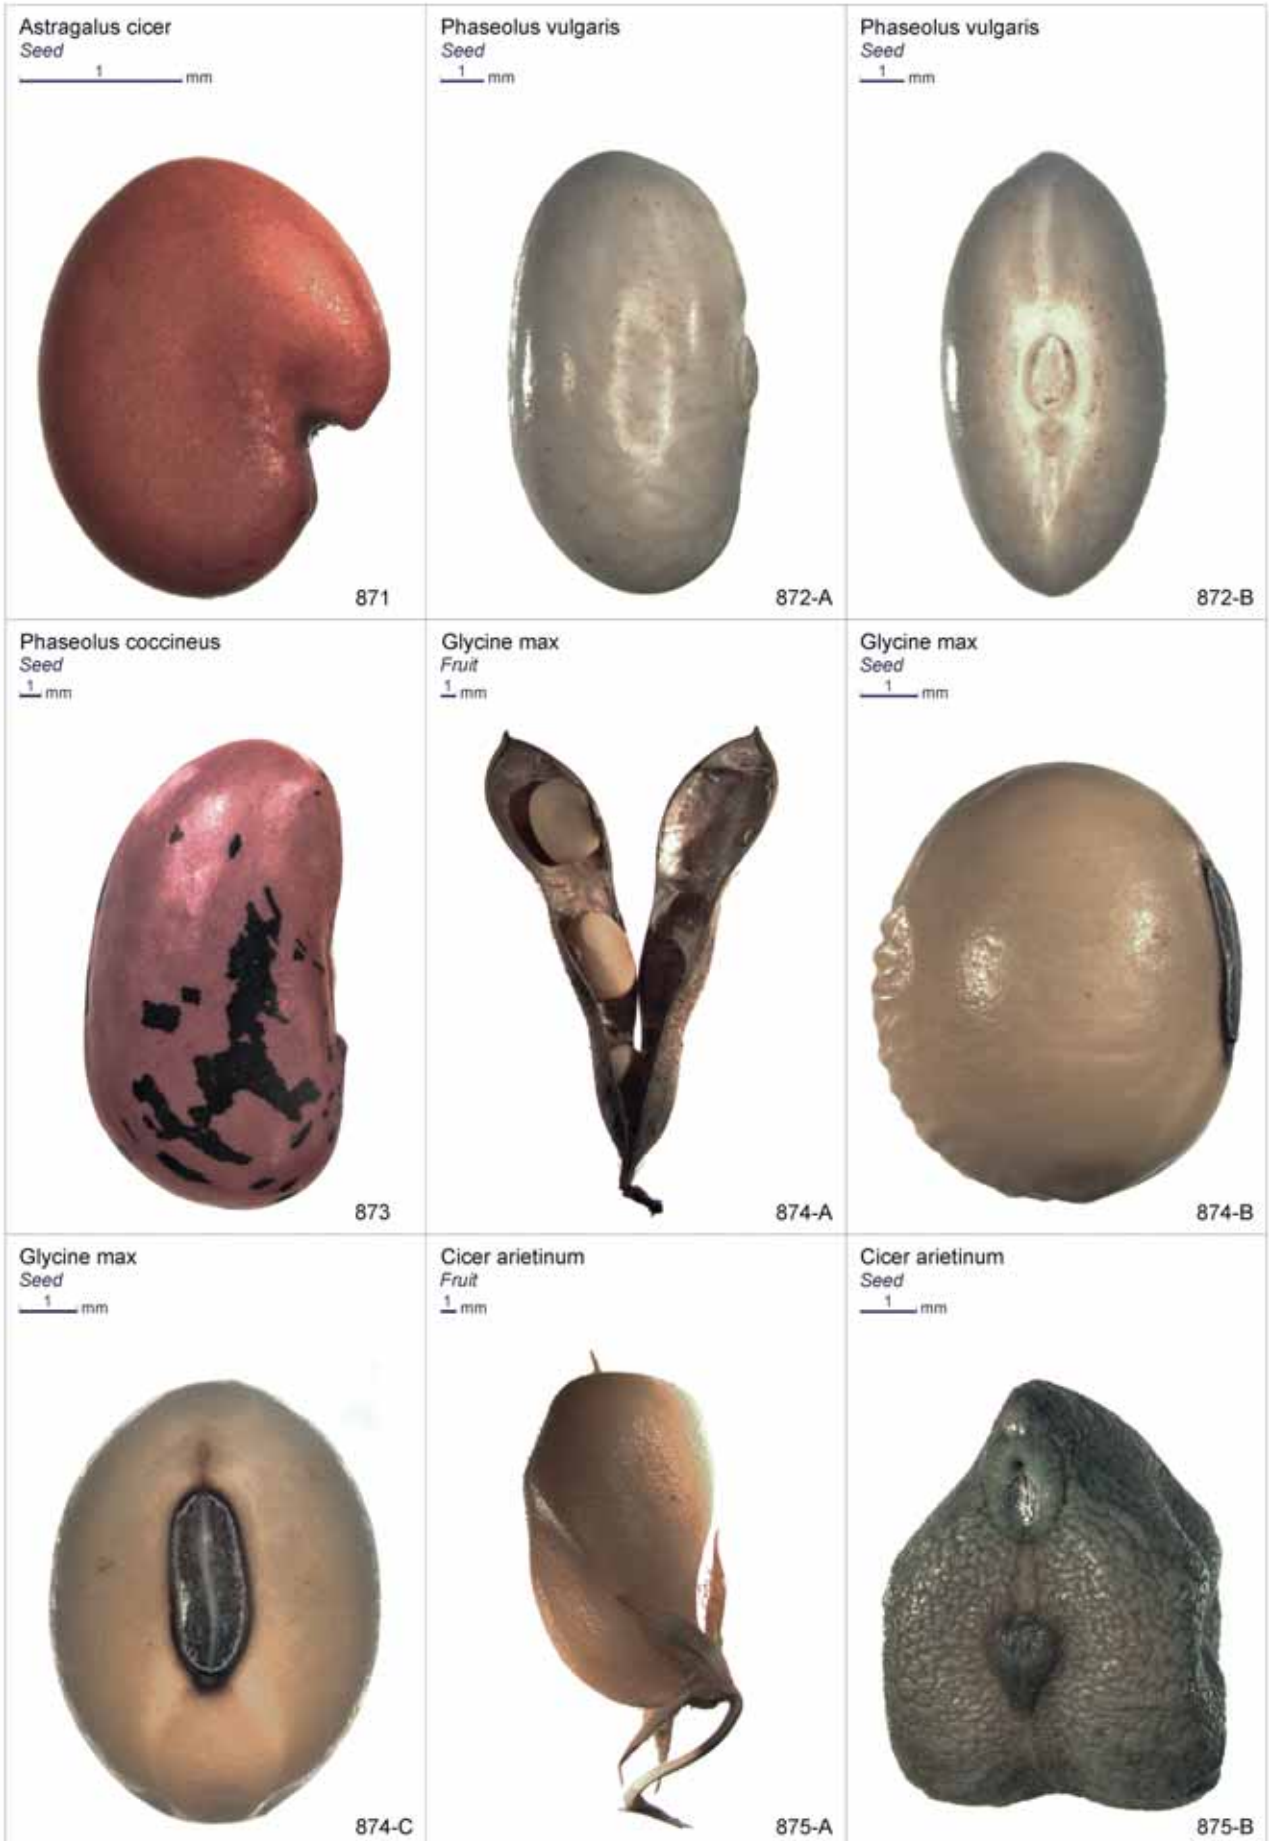 Astragalus cicer
Seed
1 mm
871
Phaseolus vulgaris
Seed
1 mm
872-A
Phaseolus vulgaris
Seed
1 mm
872-B
Phaseolus coccineus
Seed
1 mm
873
Glycine max
Fruit
1 mm
874-A
Glycine max
Seed
1 mm
874-B
Glycine max
Seed
1 mm
874-C
Cicer arietinum
Fruit
1 mm
875-A
Cicer arietinum
Seed
1 mm
875-B